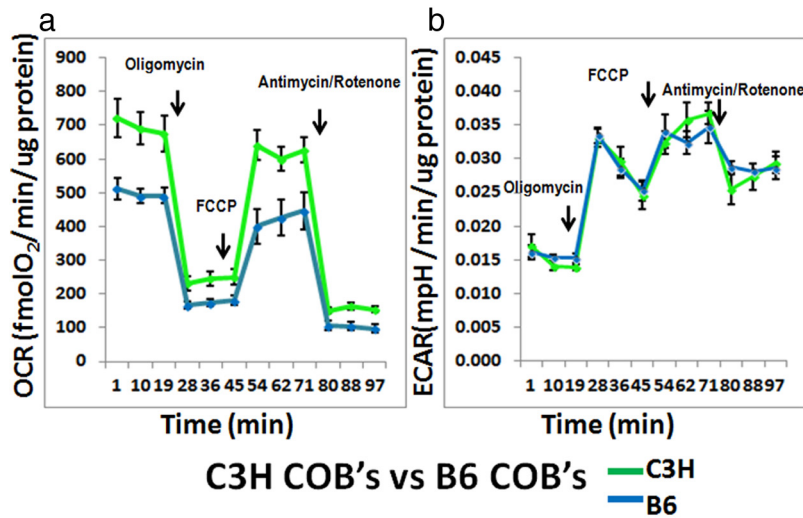 a
OCR (fmolO₂/min/ug protein)
900
800
700
600
500
400
300
200
100
0
Oligomycin
Antimycin/Rotenone
FCCP
1 10 19 28 36 45 54 62 71 80 88 97
Time (min)
b
ECAR(mpH /min/ug protein)
0.045
0.040
0.035
0.030
0.025
0.020
0.015
0.010
0.005
0.000
FCCP
Antimycin/Rotenone
Oligomycin
1 10 19 28 36 45 54 62 71 80 88 97
Time (min)
C3H COB's vs B6 COB's
C3H
B6